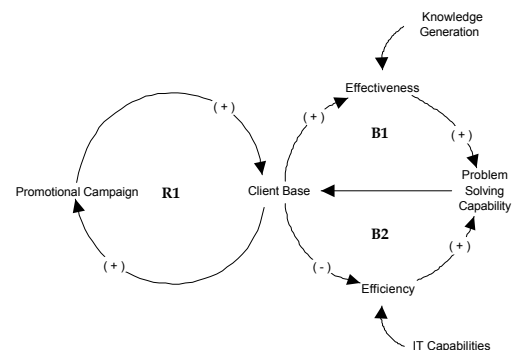 Knowledge
Generation
Effectiveness
(+)
(+)
B1
(+)
Promotional Campaign
R1
Client Base
Problem
Solving
Capability
B2
(+)
(-)
(+)
Efficiency
IT Capabilities